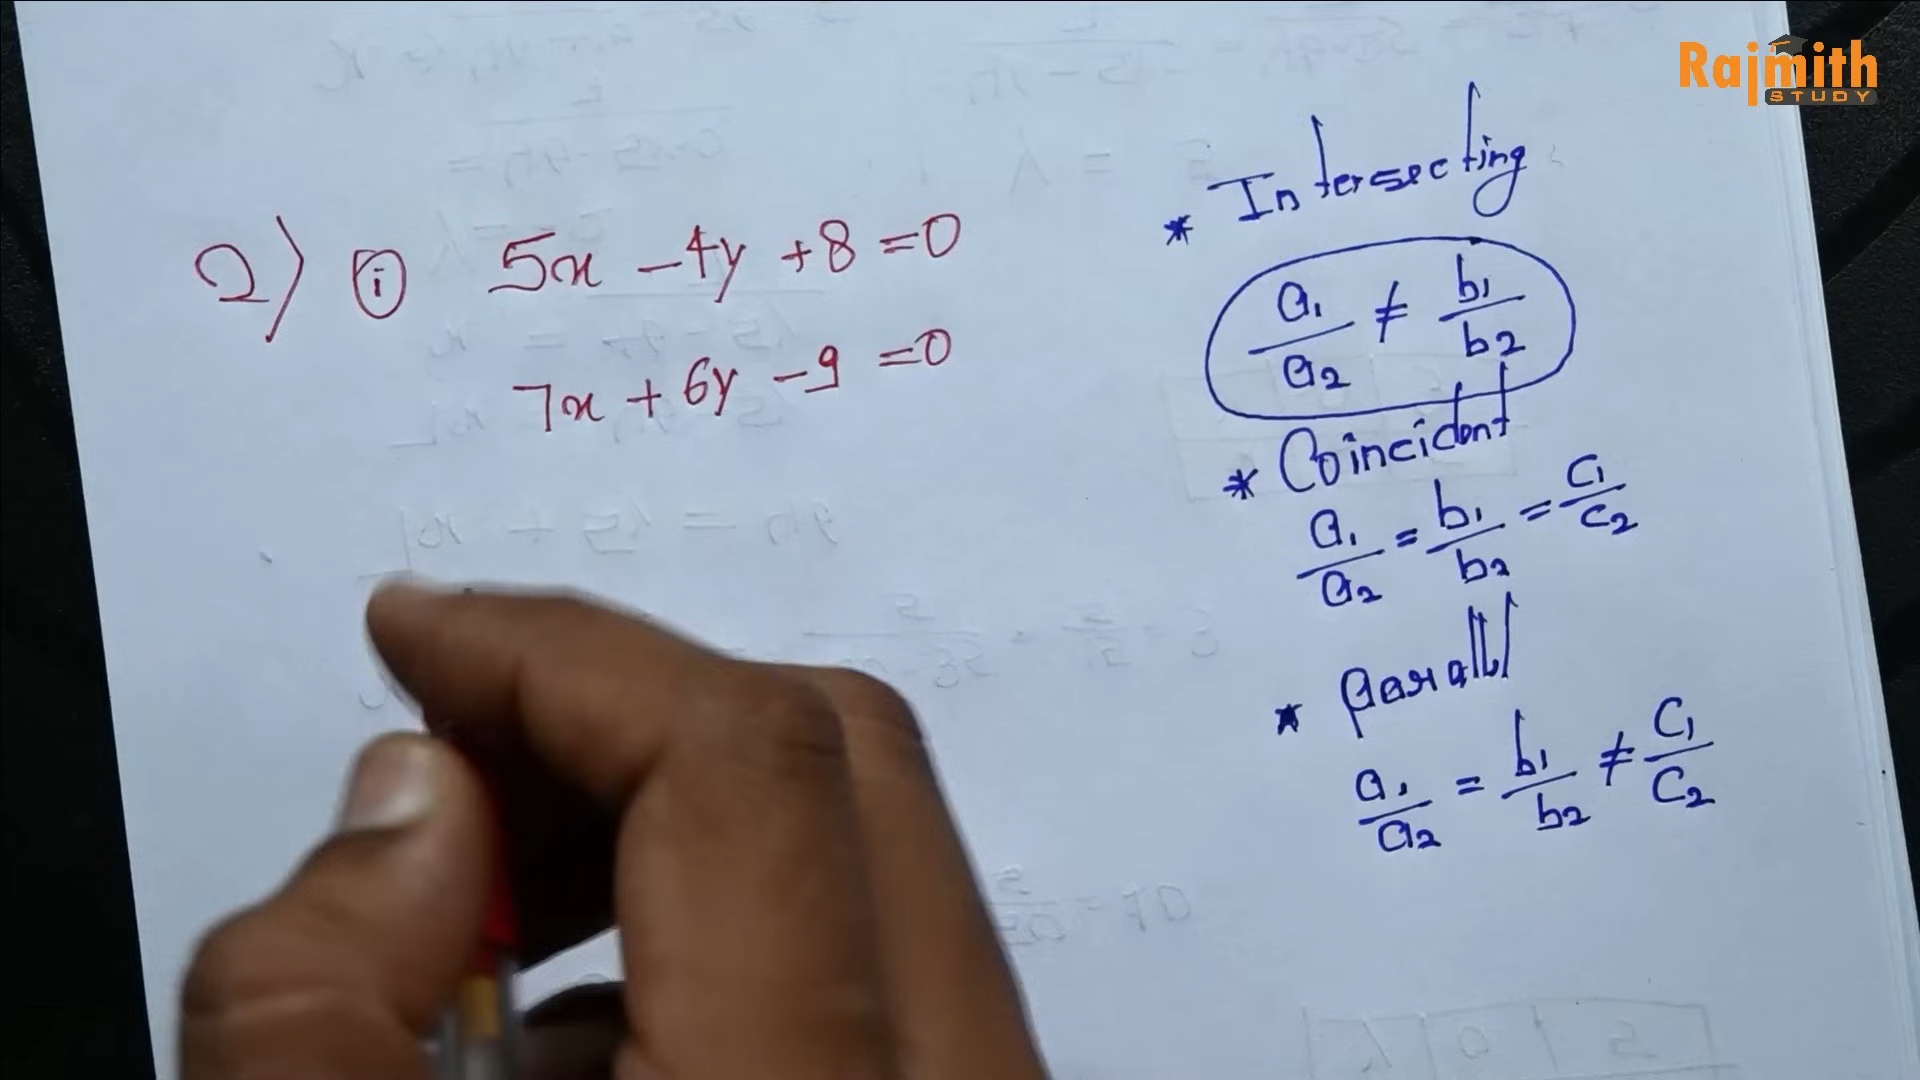 Rajmith
STUDY
2) (i) 5x - 4y + 8 = 0
7x + 6y - 9 = 0
* Intersecting
a1/a2 ≠ b1/b2
* Coincident
a1/a2 = b1/b2 = c1/c2
* parallel
a1/a2 = b1/b2 ≠ c1/c2